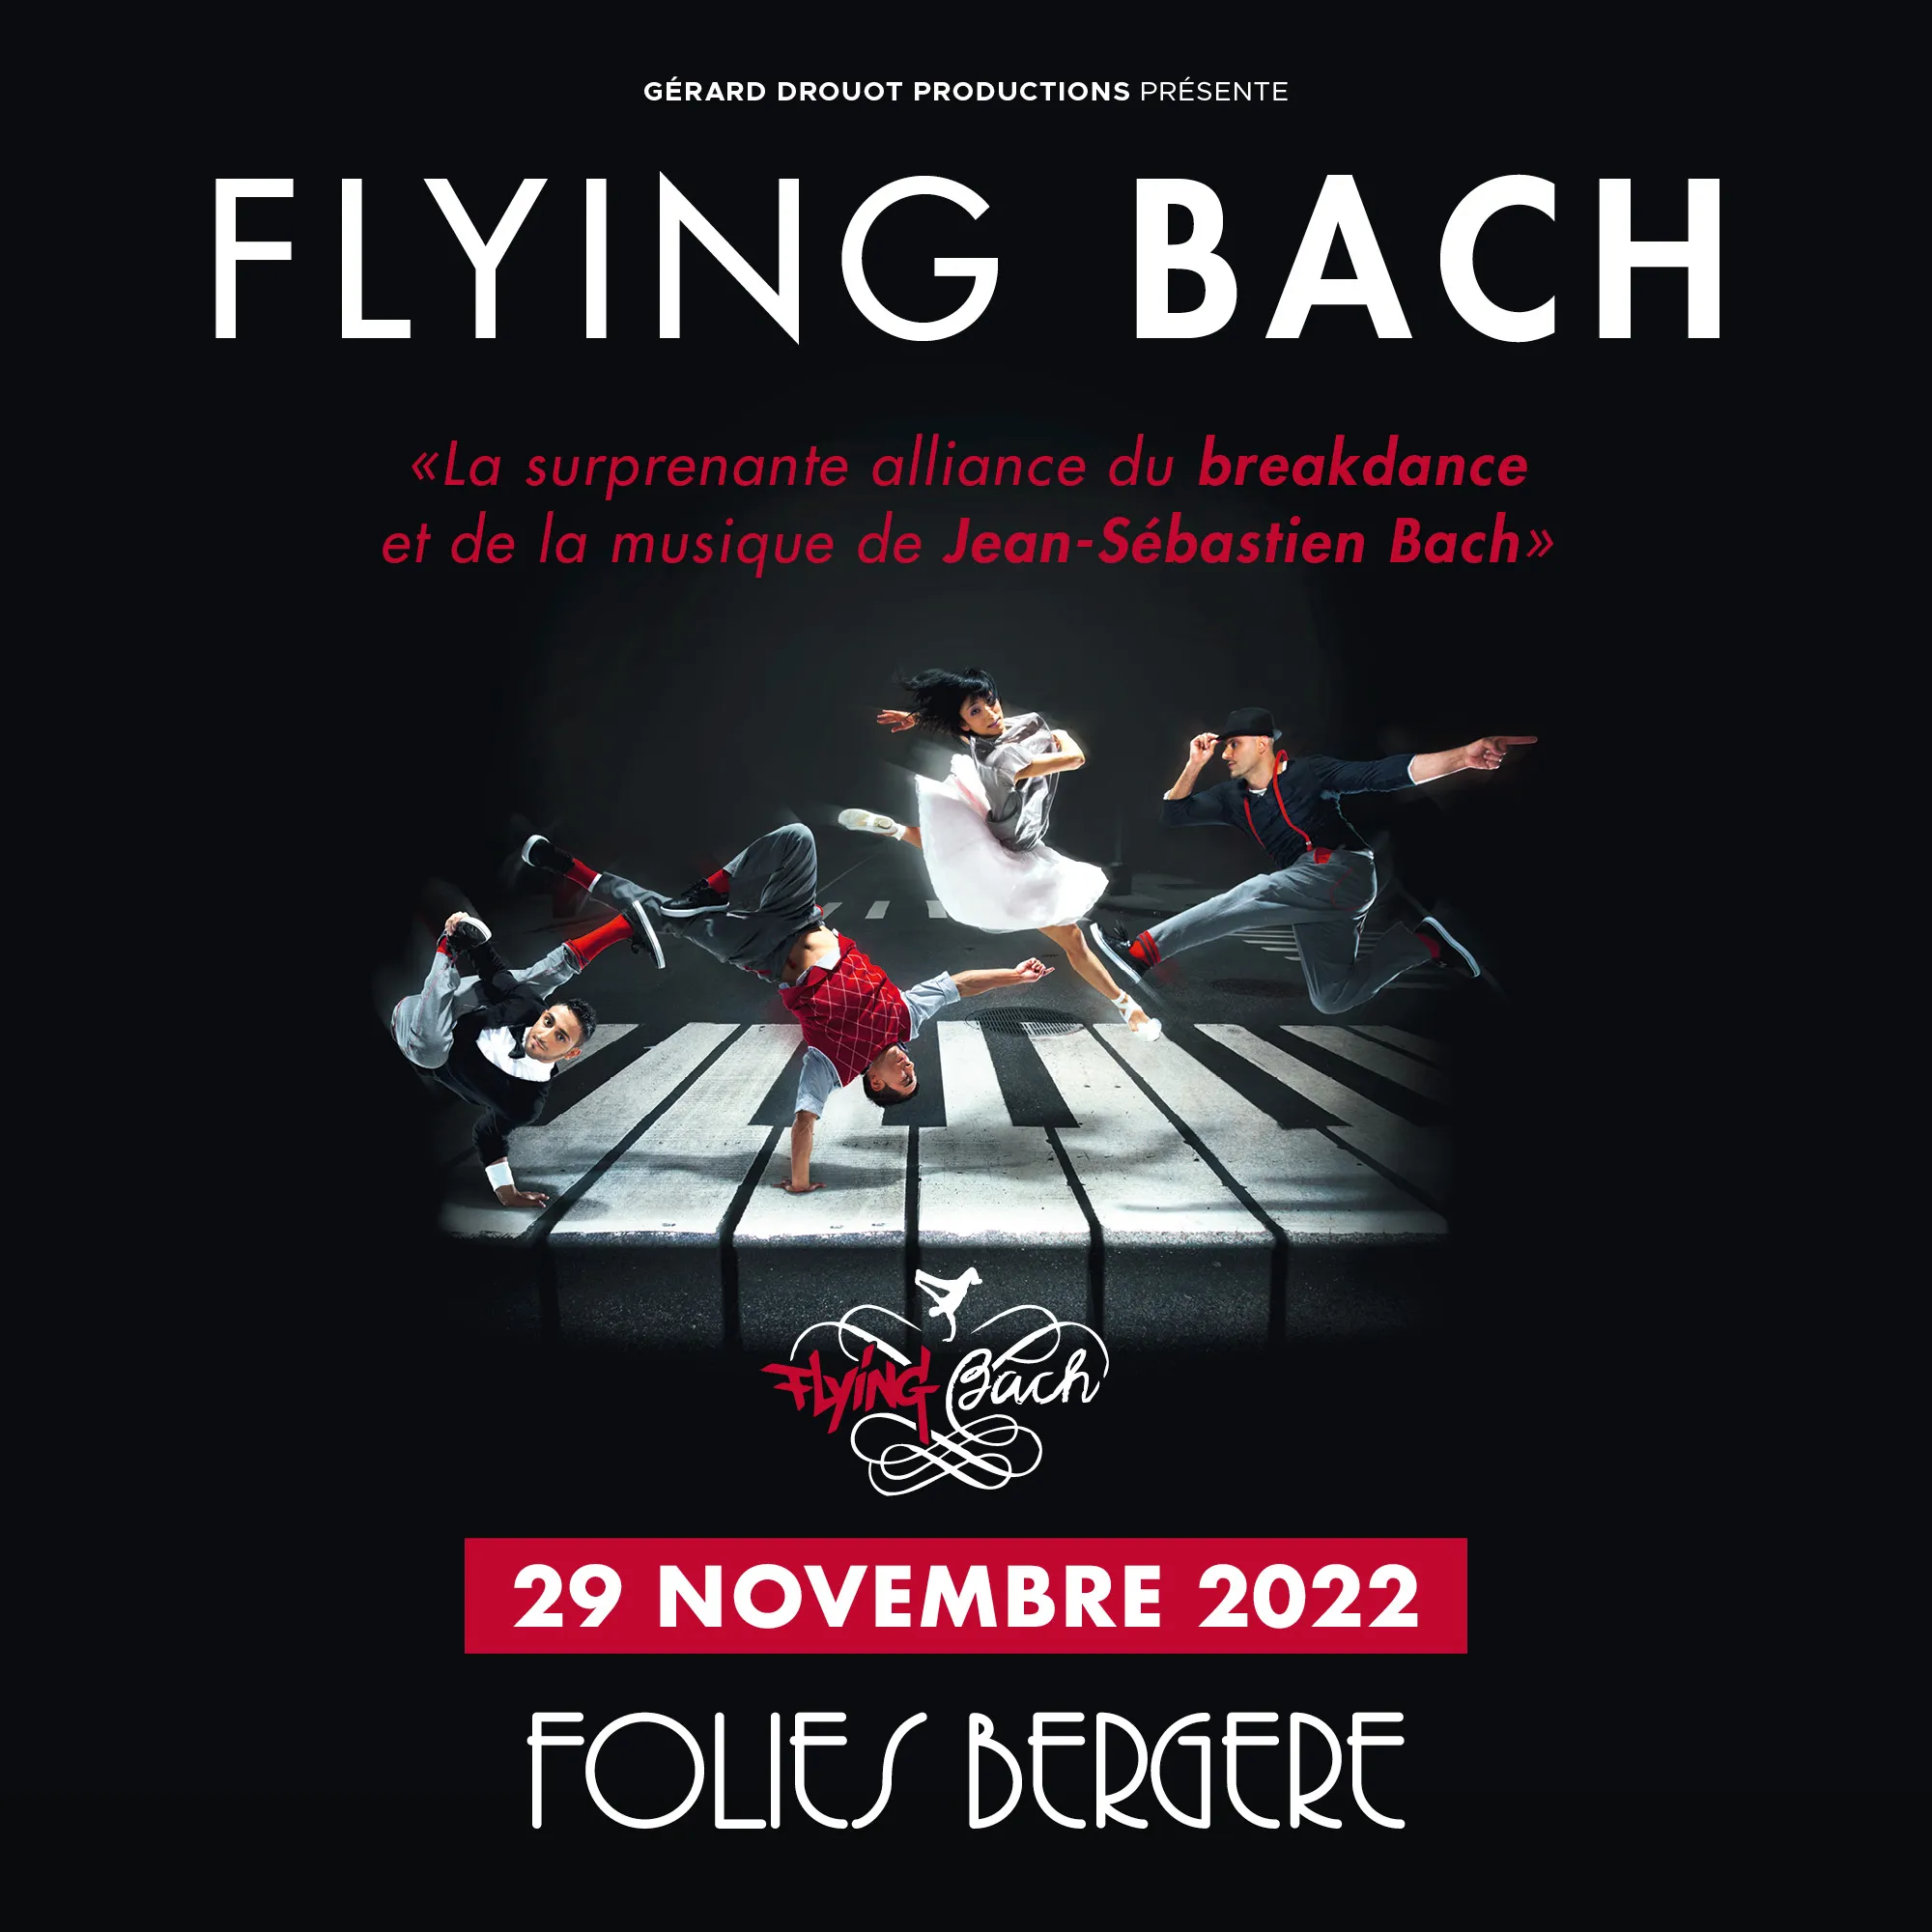 GÉRARD DROUOT PRODUCTIONS PRÉSENTE
FLYING BACH
«La surprenante alliance du breakdance
et de la musique de Jean-Sébastien Bach»
FLYiNG Bach
29 NOVEMBRE 2022
FOLIES BERGERE